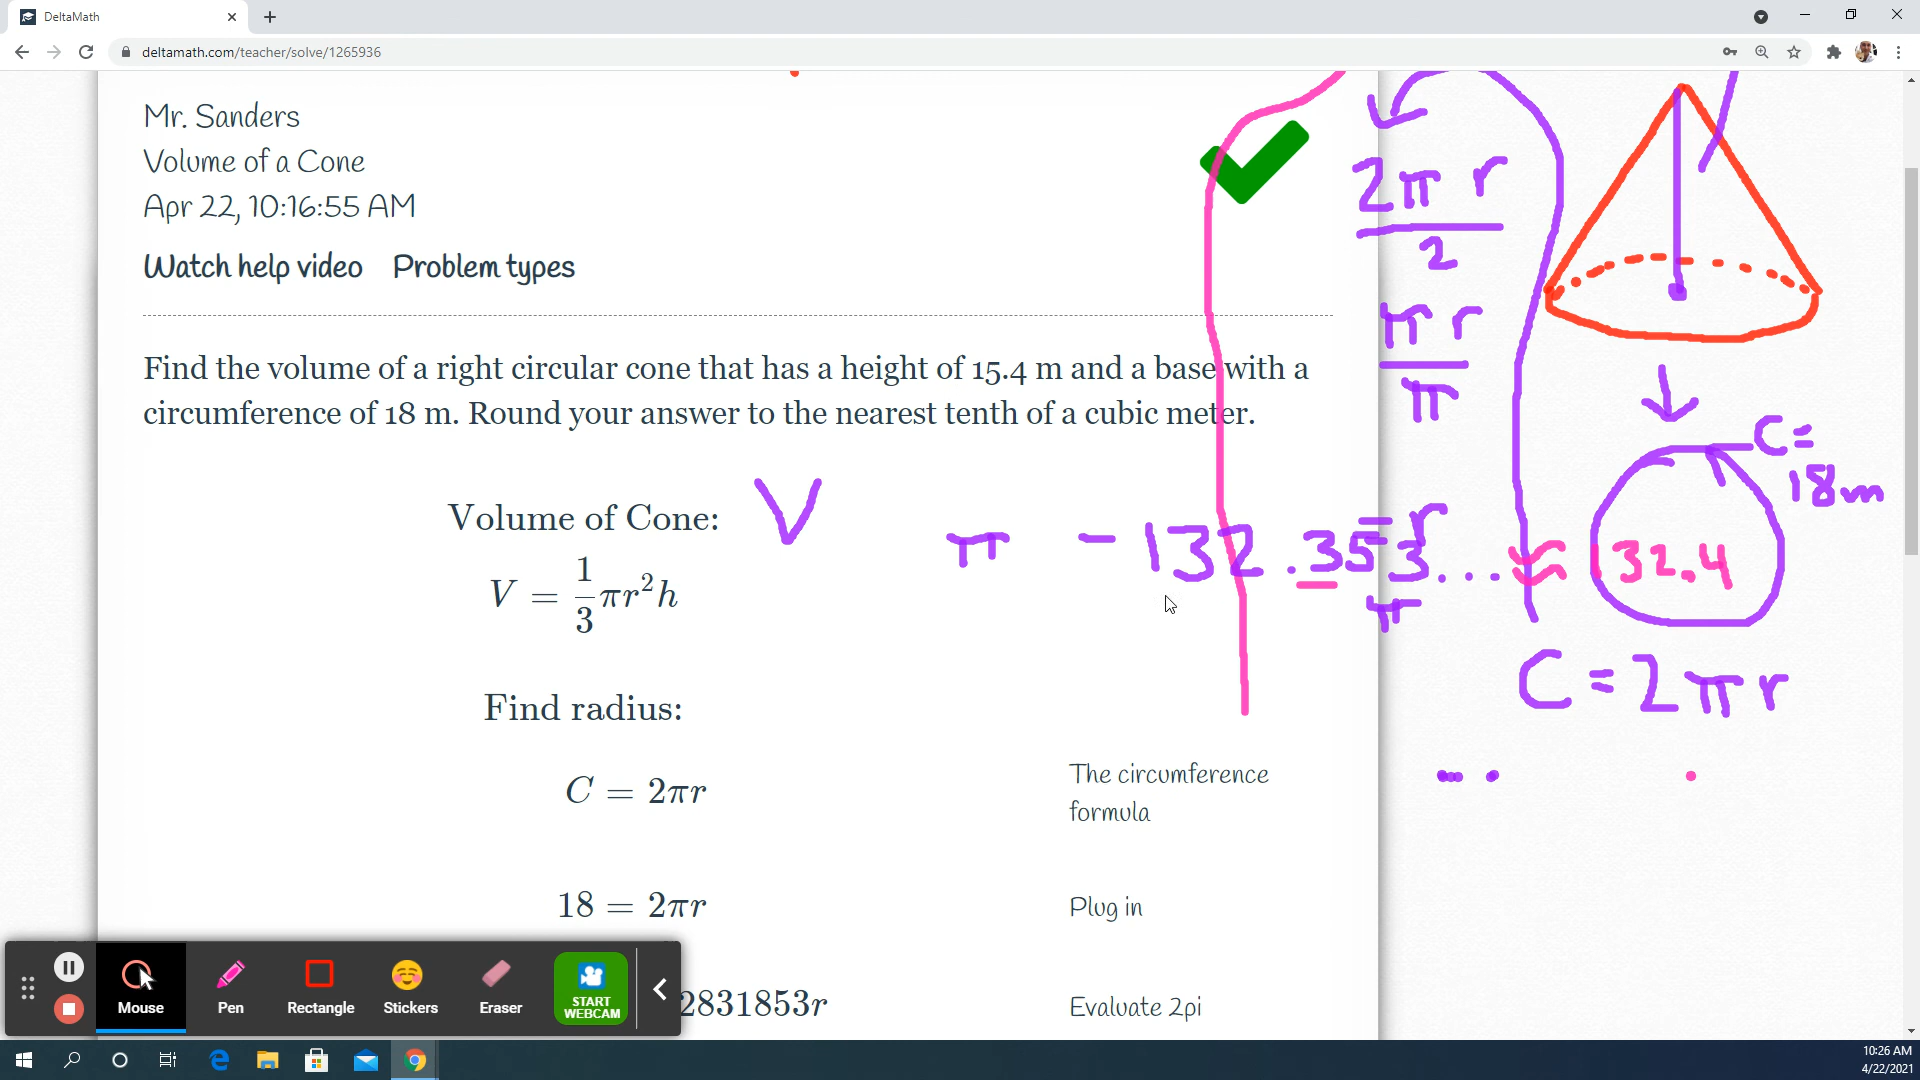 DeltaMath
deltamath.com/teacher/solve/1265936
Mr. Sanders
Volume of a Cone
Apr 22, 10:16:55 AM
Watch help video Problem types
Find the volume of a right circular cone that has a height of 15.4 m and a base with a
circumference of 18 m. Round your answer to the nearest tenth of a cubic meter.
Volume of Cone: V
V = 1/3 πr²h
Find radius:
C = 2πr The circumference
formula
18 = 2πr Plug in
2831853r Evaluate 2pi
2πr
2
πr
π
C =
18m
π - 132.353... ≈ 132.4
r
π
C = 2πr
Mouse
Pen
Rectangle
Stickers
Eraser
START
WEBCAM
10:26 AM
4/22/2021